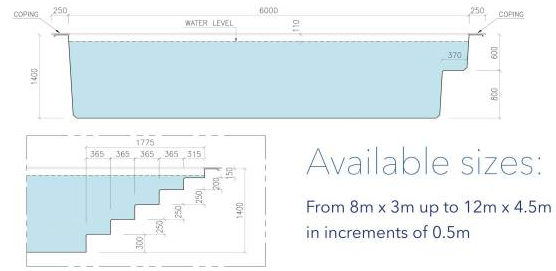 250 6000 250
COPING WATER LEVEL 110 COPING
1400 370 600
800
1775
365 365 365 365 315
150
200
250
250
250
300
1400
Available sizes:
From 8m x 3m up to 12m x 4.5m
in increments of 0.5m